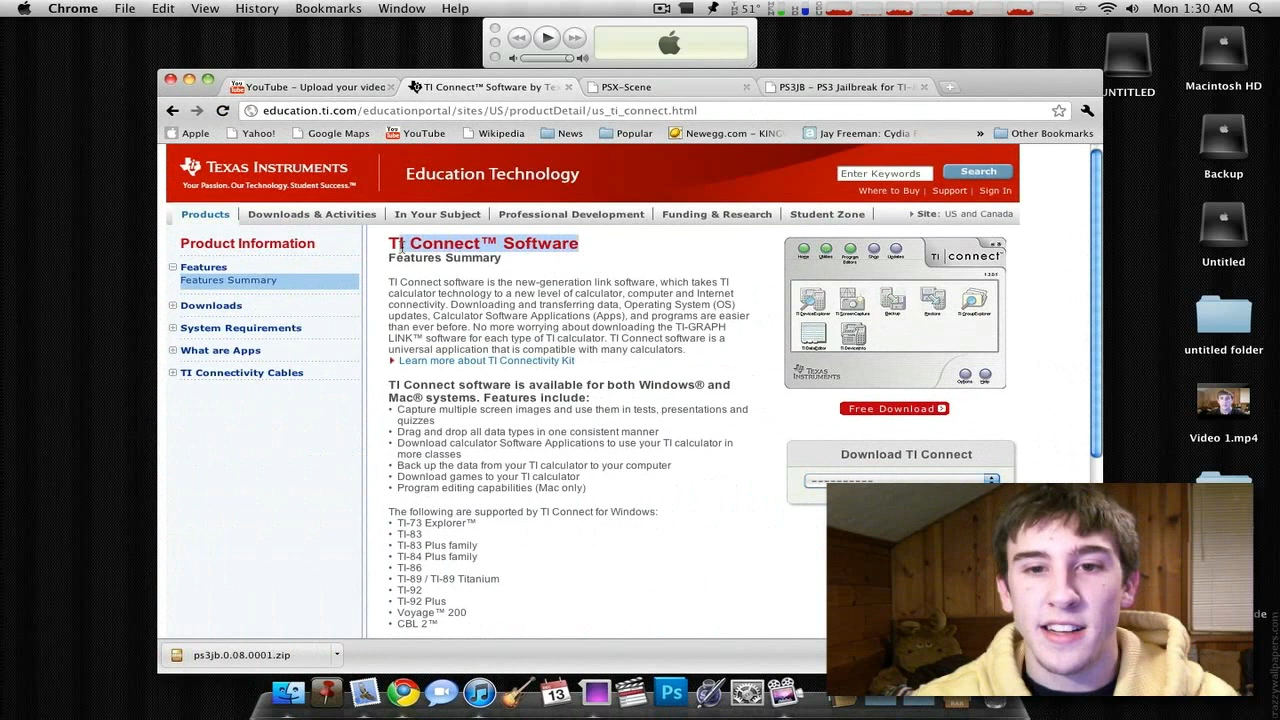 Chrome File Edit View History Bookmarks Window Help
51° Mon 1:30 AM
YouTube - Upload your video
TI Connect™ Software by Te
PSX-Scene
PS3JB - PS3 Jailbreak for TI-
education.ti.com/educationportal/sites/US/productDetail/us_ti_connect.html
Apple Yahoo! Google Maps YouTube Wikipedia News Popular Newegg.com - KING Jay Freeman: Cydia » Other Bookmarks
TEXAS INSTRUMENTS
Your Passion. Our Technology. Student Success.™
Education Technology
Enter Keywords Search
Where to Buy | Support | Sign In
Products Downloads & Activities In Your Subject Professional Development Funding & Research Student Zone Site: US and Canada
Product Information
Features
Features Summary
Downloads
System Requirements
What are Apps
TI Connectivity Cables
TI Connect™ Software
Features Summary
TI Connect software is the new-generation link software, which takes TI
calculator technology to a new level of calculator, computer and Internet
connectivity. Downloading and transferring data, Operating System (OS)
updates, Calculator Software Applications (Apps), and programs are easier
than ever before. No more worrying about downloading the TI-GRAPH
LINK™ software for each type of TI calculator. TI Connect software is a
universal application that is compatible with many calculators.
Learn more about TI Connectivity Kit
TI Connect software is available for both Windows® and
Mac® systems. Features include:
• Capture multiple screen images and use them in tests, presentations and
quizzes
• Drag and drop all data types in one consistent manner
• Download calculator Software Applications to use your TI calculator in
more classes
• Back up the data from your TI calculator to your computer
• Download games to your TI calculator
• Program editing capabilities (Mac only)
The following are supported by TI Connect for Windows:
• TI-73 Explorer™
• TI-83
• TI-83 Plus family
• TI-84 Plus family
• TI-86
• TI-89 / TI-89 Titanium
• TI-92
• TI-92 Plus
• Voyage™ 200
• CBL 2™
TI connect
TEXAS INSTRUMENTS
Free Download
Download TI Connect
----------
UNTITLED
Macintosh HD
Backup
Untitled
untitled folder
Video 1.mp4
ps3jb.0.08.0001.zip
13
Ps